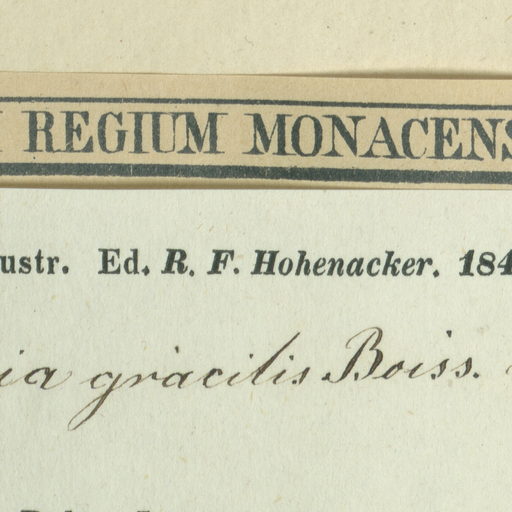 REGIUM MONACENS
ustr. Ed. R. F. Hohenacker. 184
ia gracilis Boiss.